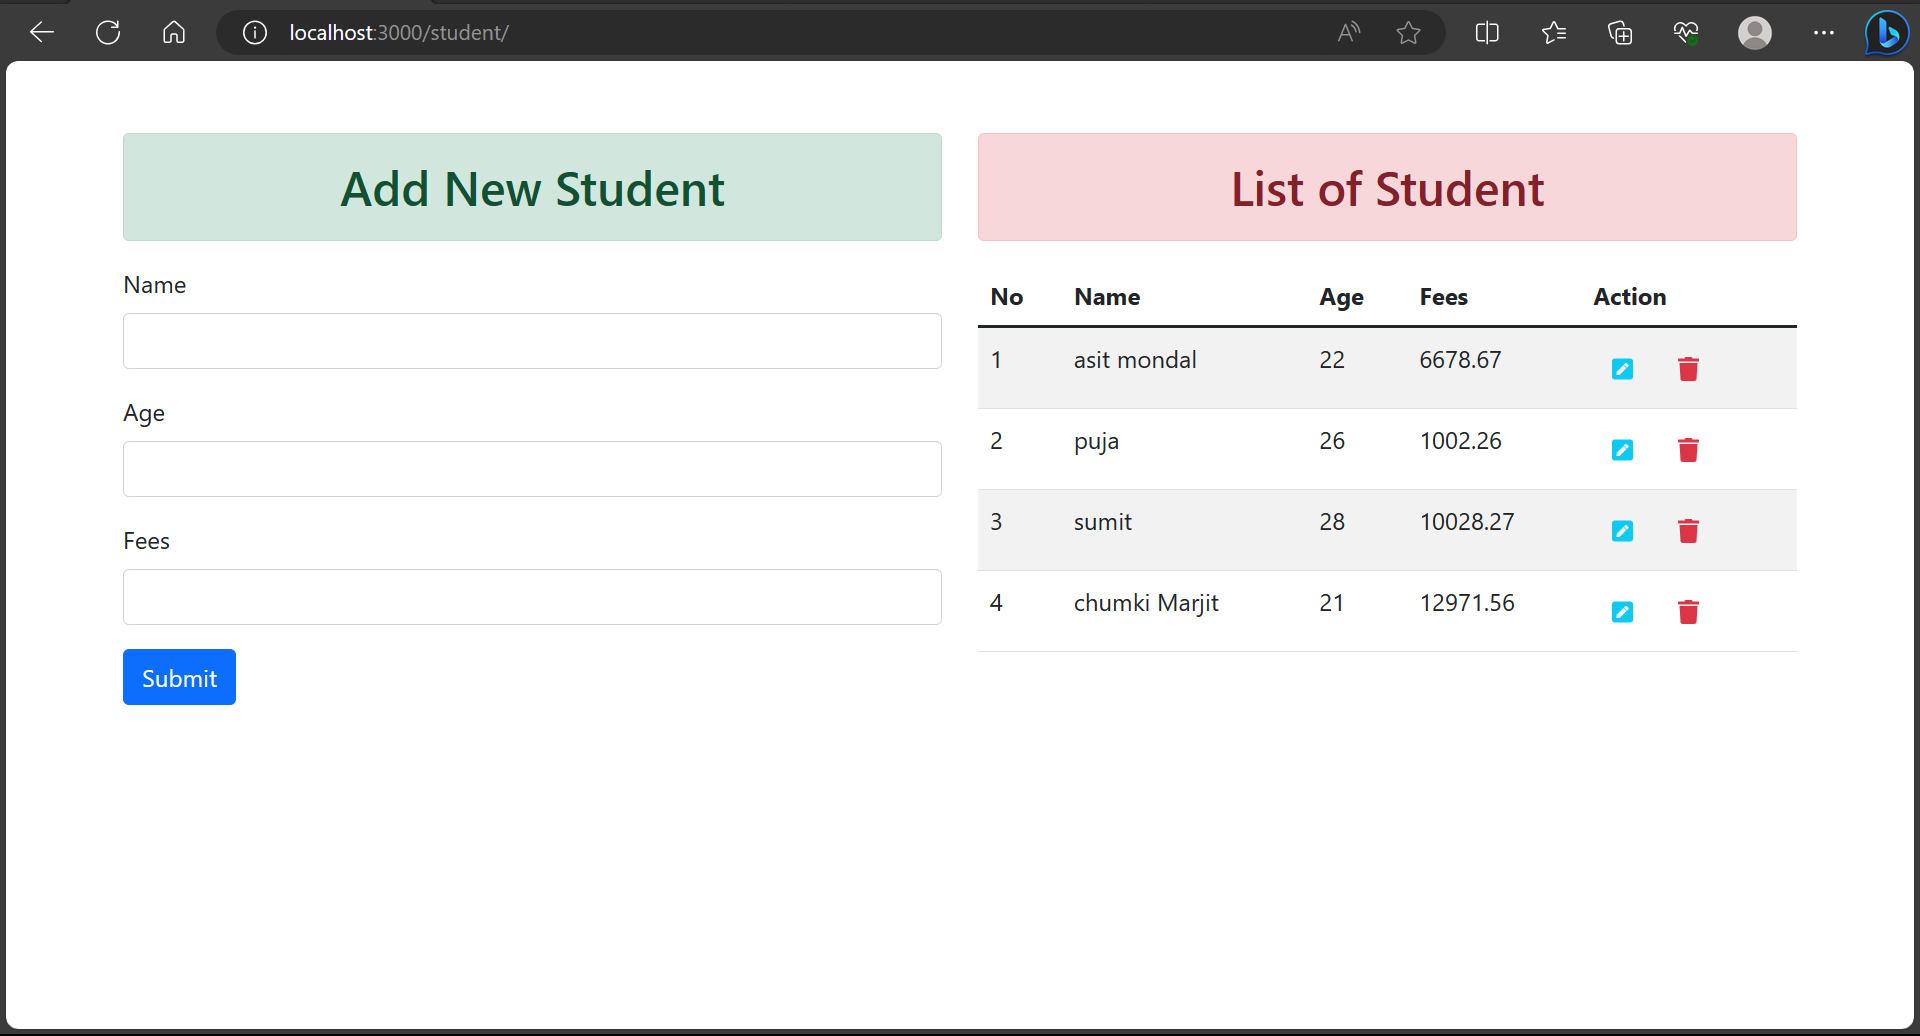 localhost:3000/student/
Add New Student
Name
Age
Fees
Submit
List of Student
No Name Age Fees Action
1 asit mondal 22 6678.67
2 puja 26 1002.26
3 sumit 28 10028.27
4 chumki Marjit 21 12971.56